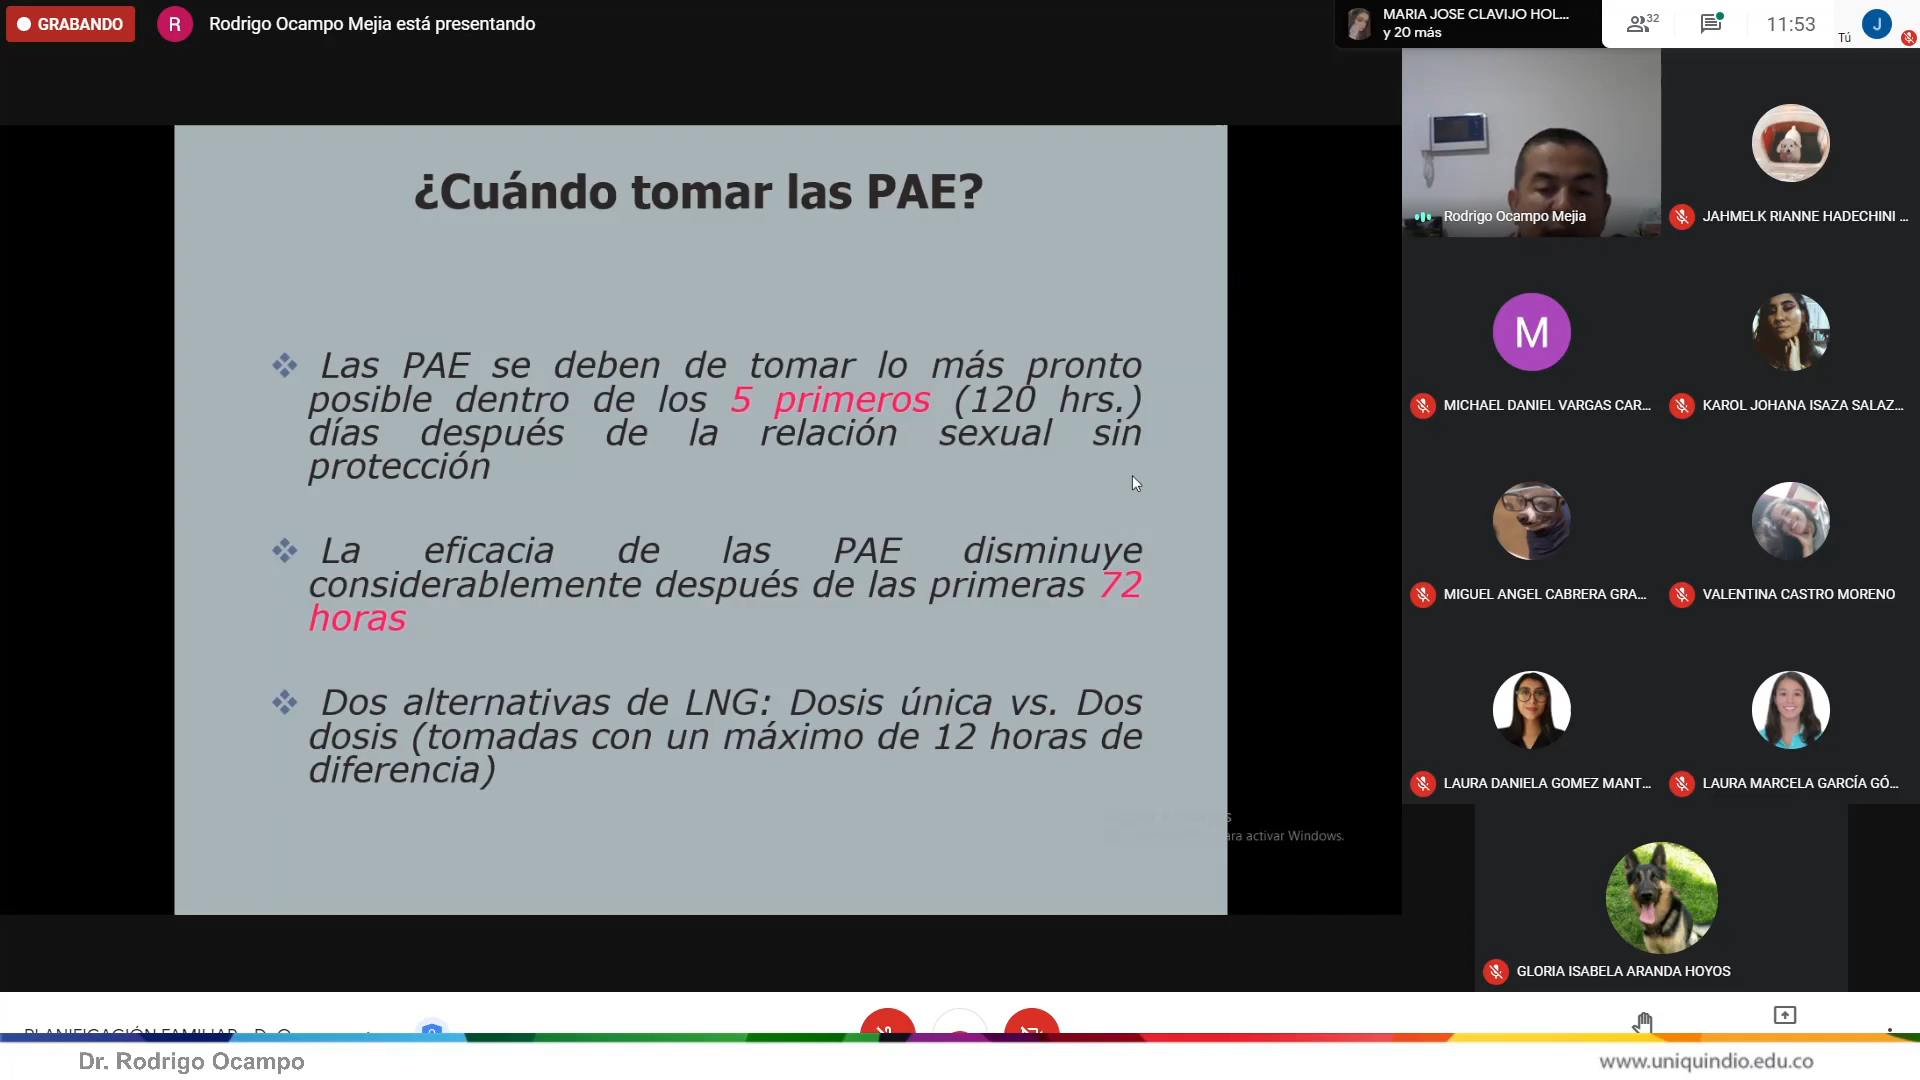 GRABANDO
R
Rodrigo Ocampo Mejia está presentando
MARIA JOSE CLAVIJO HOL...
y 20 más
32
11:53
Tú
J
¿Cuándo tomar las PAE?
Las PAE se deben de tomar lo más pronto
posible dentro de los 5 primeros (120 hrs.)
días después de la relación sexual sin
protección
La eficacia de las PAE disminuye
considerablemente después de las primeras 72
horas
Dos alternativas de LNG: Dosis única vs. Dos
dosis (tomadas con un máximo de 12 horas de
diferencia)
para activar Windows.
Rodrigo Ocampo Mejia
JAHMELK RIANNE HADECHINI ...
M
MICHAEL DANIEL VARGAS CAR...
KAROL JOHANA ISAZA SALAZ...
MIGUEL ANGEL CABRERA GRA...
VALENTINA CASTRO MORENO
LAURA DANIELA GOMEZ MANT...
LAURA MARCELA GARCÍA GÓ...
GLORIA ISABELA ARANDA HOYOS
PLANIFICACIÓN FAMILIAR
Dr. Rodrigo Ocampo
www.uniquindio.edu.co